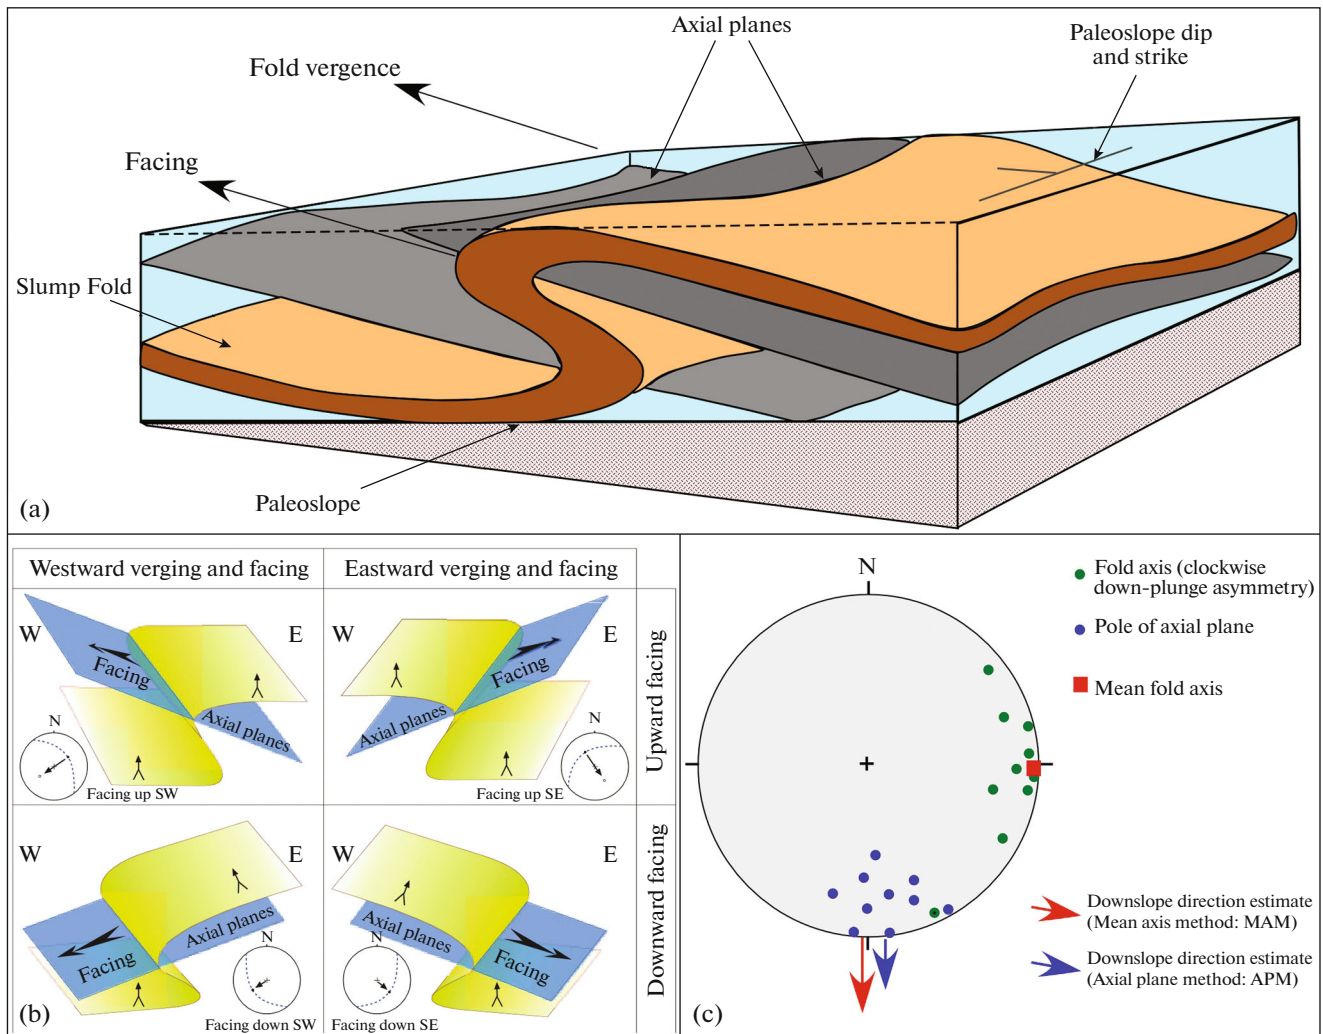 Axial planes
Paleoslope dip
and strike
Fold vergence
Facing
Slump Fold
Paleoslope
(a)
Westward verging and facing
Eastward verging and facing
W
E
Facing
Axial planes
N
Facing up SW
W
E
Facing
Axial planes
N
Facing up SE
Upward facing
W
E
Facing
Axial planes
N
Facing down SW
W
E
Axial planes
Facing
N
Facing down SE
Downward facing
(b)
N
Fold axis (clockwise
down-plunge asymmetry)
Pole of axial plane
Mean fold axis
Downslope direction estimate
(Mean axis method: MAM)
Downslope direction estimate
(Axial plane method: APM)
(c)